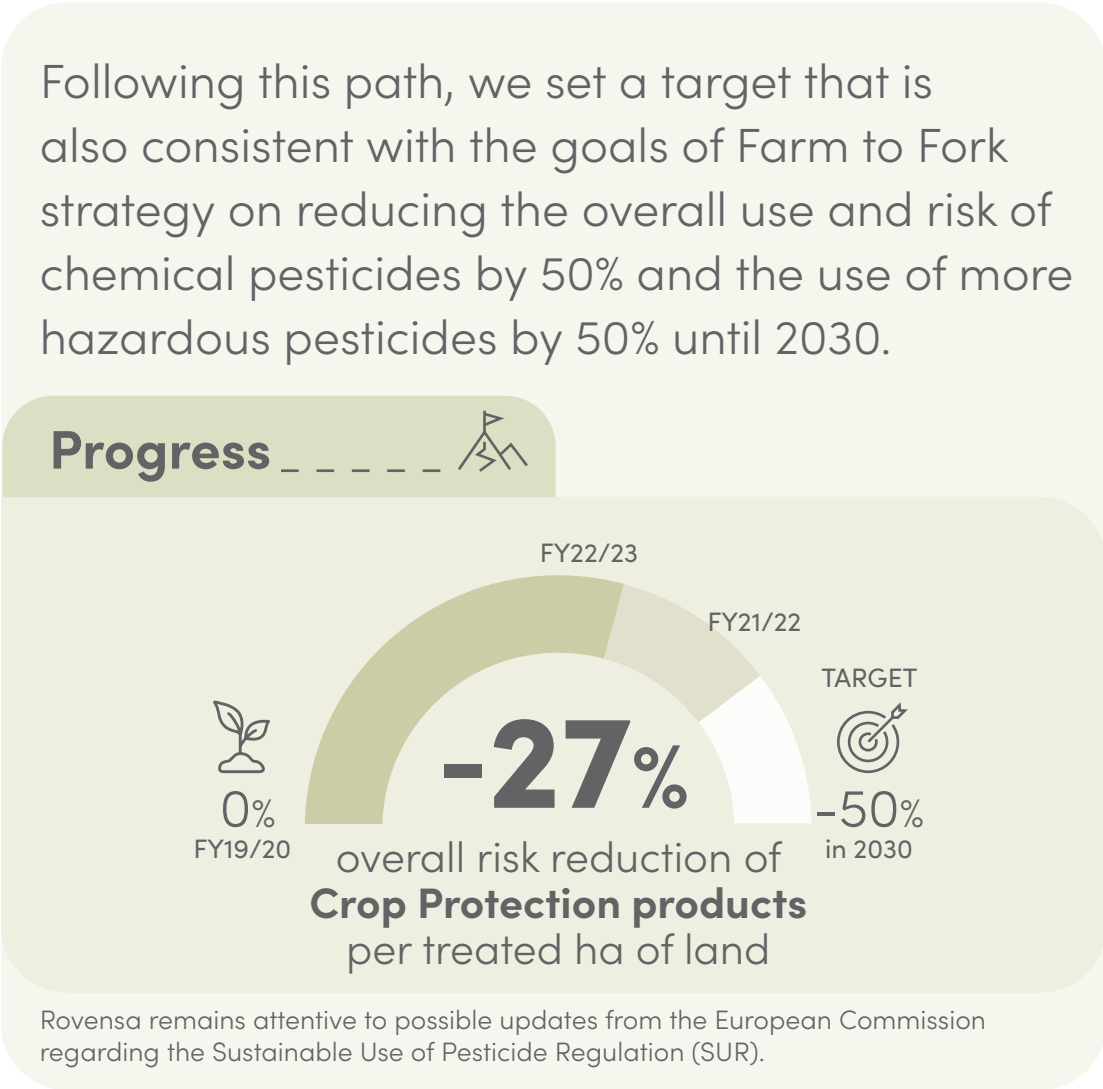 Following this path, we set a target that is
also consistent with the goals of Farm to Fork
strategy on reducing the overall use and risk of
chemical pesticides by 50% and the use of more
hazardous pesticides by 50% until 2030.
Progress _ _ _ _ _
FY22/23
FY21/22
TARGET
-27%
0%
FY19/20
-50%
in 2030
overall risk reduction of
Crop Protection products
per treated ha of land
Rovensa remains attentive to possible updates from the European Commission
regarding the Sustainable Use of Pesticide Regulation (SUR).